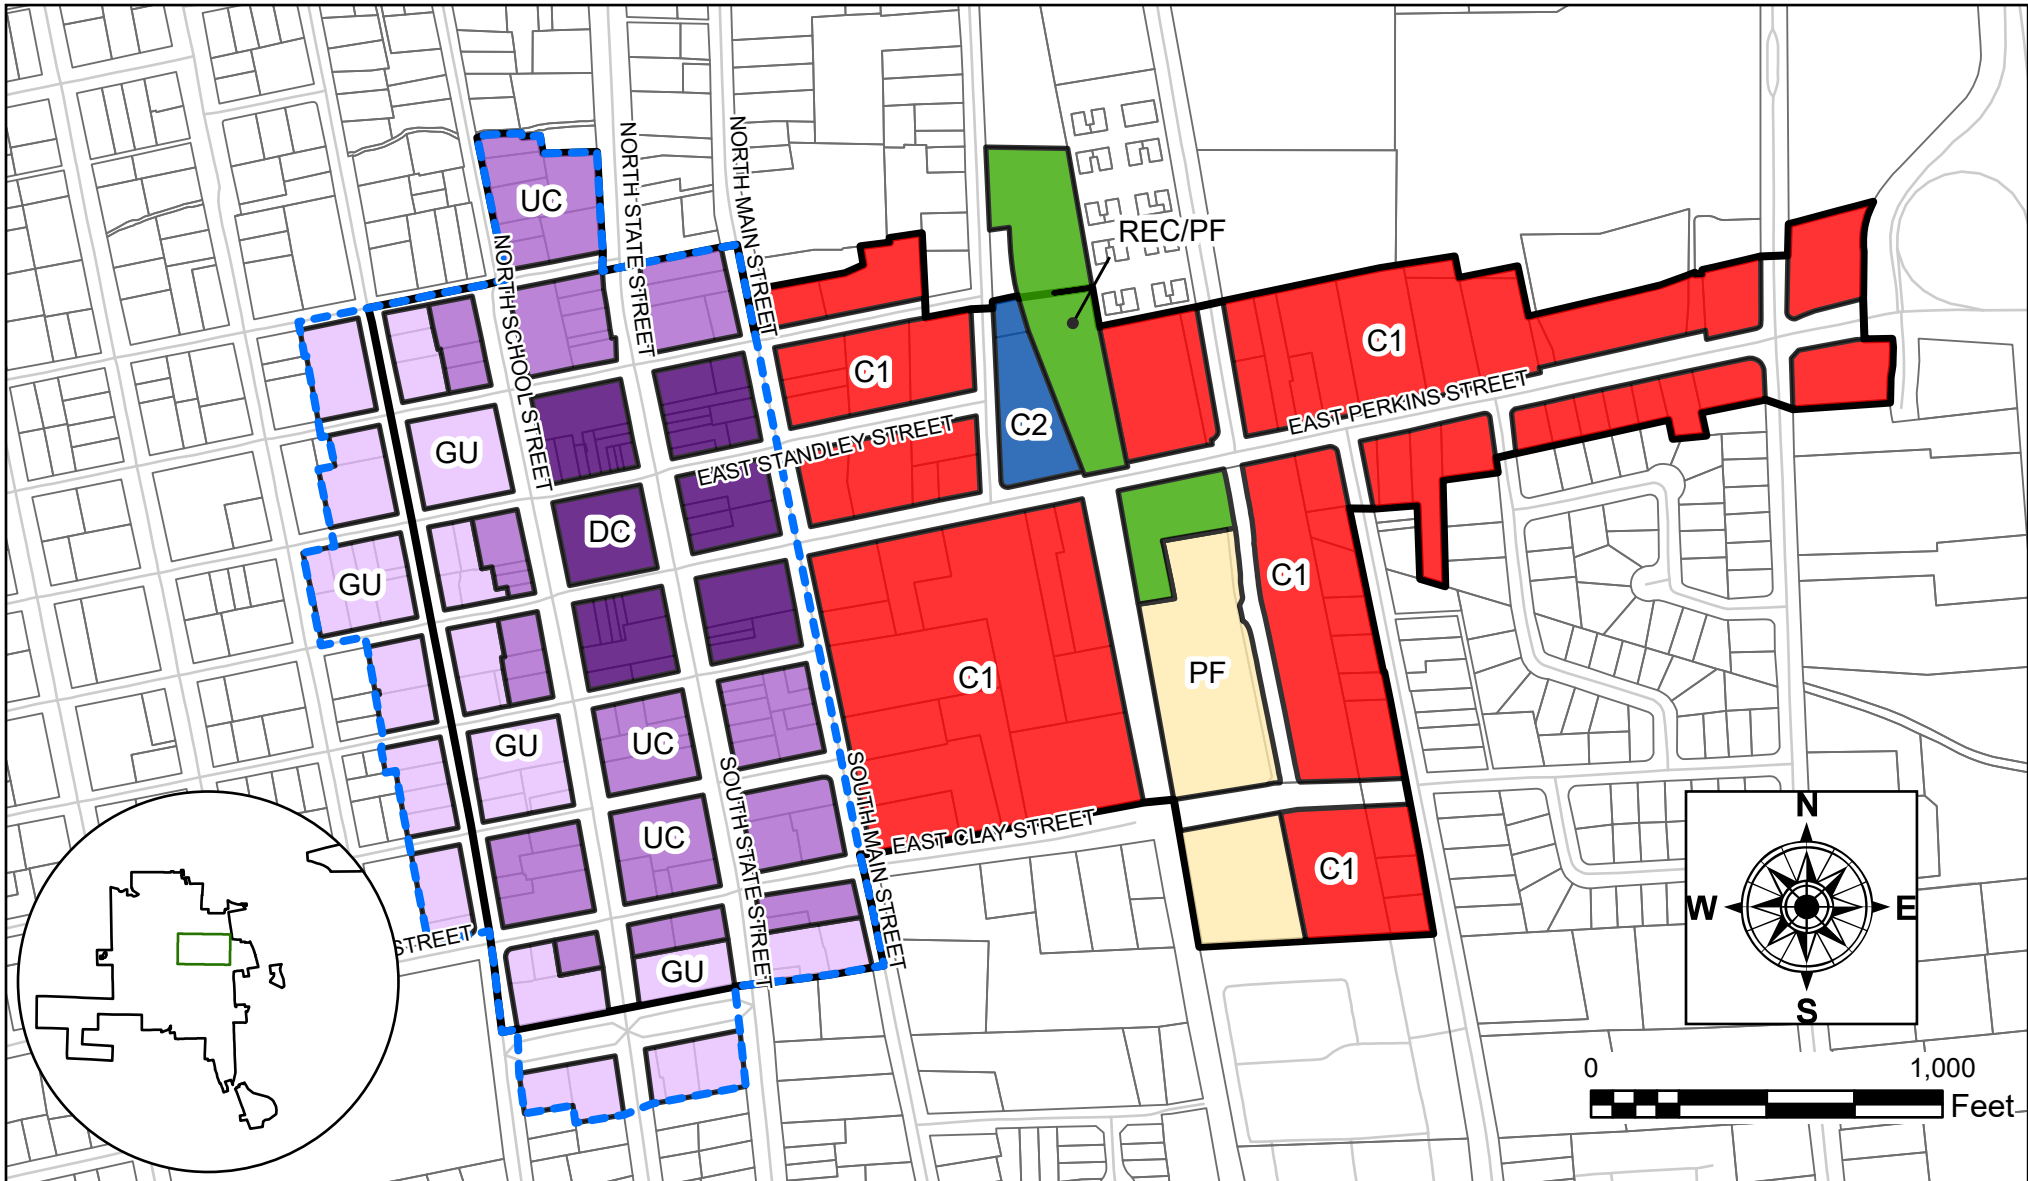 UC
NORTH STATE STREET
NORTH MAIN STREET
NORTH SCHOOL STREET
REC/PF
C1
C1
C2
EAST PERKINS STREET
EAST STANDLEY STREET
GU
DC
GU
C1
C1
PF
GU
UC
SOUTH STATE STREET
SOUTH MAIN STREET
UC
EAST CLAY STREET
C1
STREET
GU
N
W
E
S
0
1,000
Feet